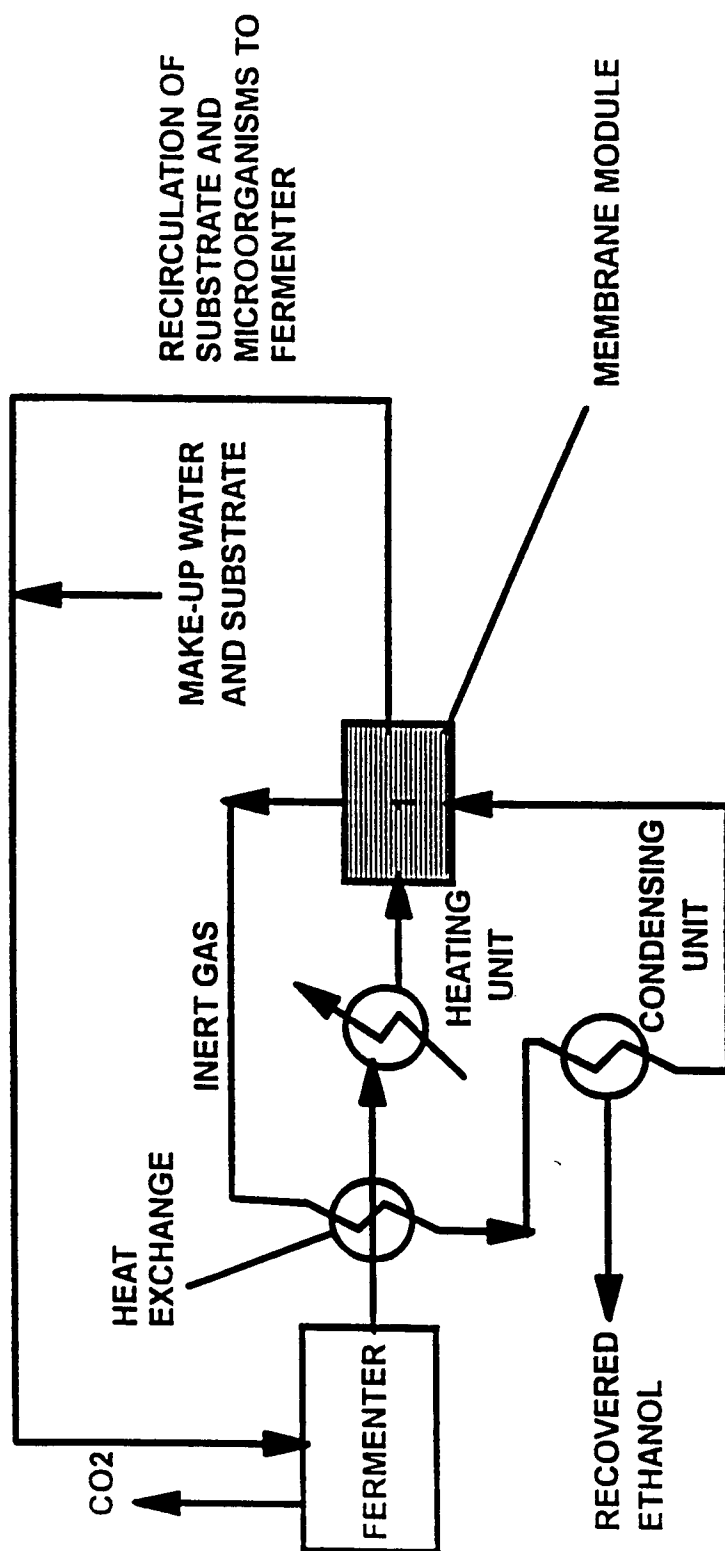 RECIRCULATION OF
SUBSTRATE AND
MICROORGANISMS TO
FERMENTER
MAKE-UP WATER
AND SUBSTRATE
CO2
INERT GAS
HEAT
EXCHANGE
FERMENTER
HEATING
UNIT
MEMBRANE MODULE
CONDENSING
UNIT
RECOVERED
ETHANOL